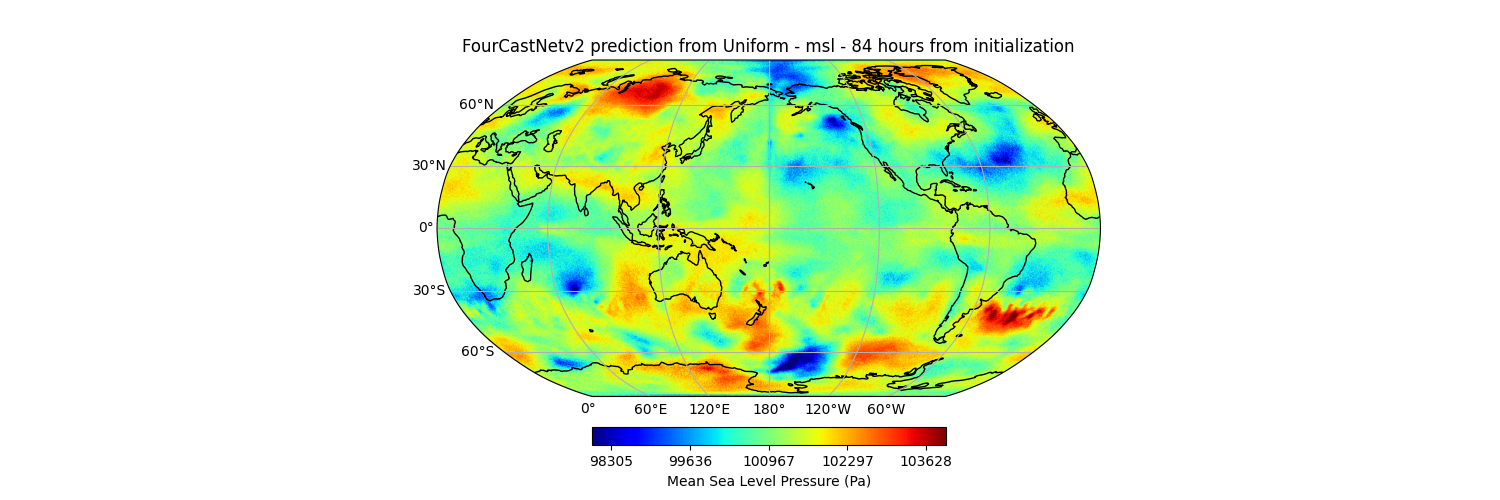 FourCastNetv2 prediction from Uniform - msl - 84 hours from initialization
60°N
30°N
0°
30°S
60°S
0° 60°E 120°E 180° 120°W 60°W
98305 99636 100967 102297 103628
Mean Sea Level Pressure (Pa)